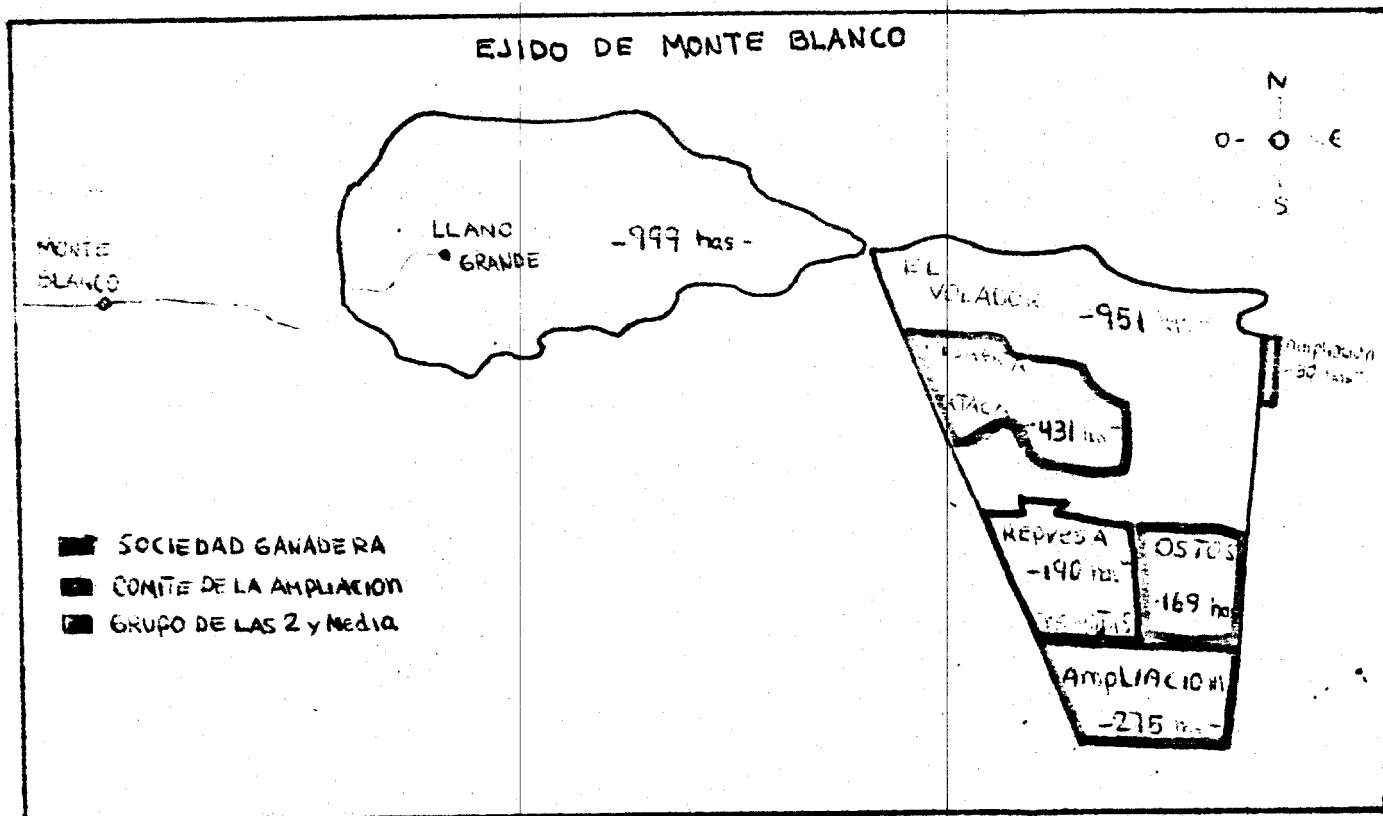 EJIDO DE MONTE BLANCO
N
O- E
S
MONTE
BLANCO
LLANO
GRANDE
-999 has-
EL
VOLADOR
-951
Ampliación
431
REPRESA
-190 has-
OSTOS
-169 has
AMPLIACION
-275
SOCIEDAD GANADERA
COMITE DE LA AMPLIACION
GRUPO DE LAS 2 y Media